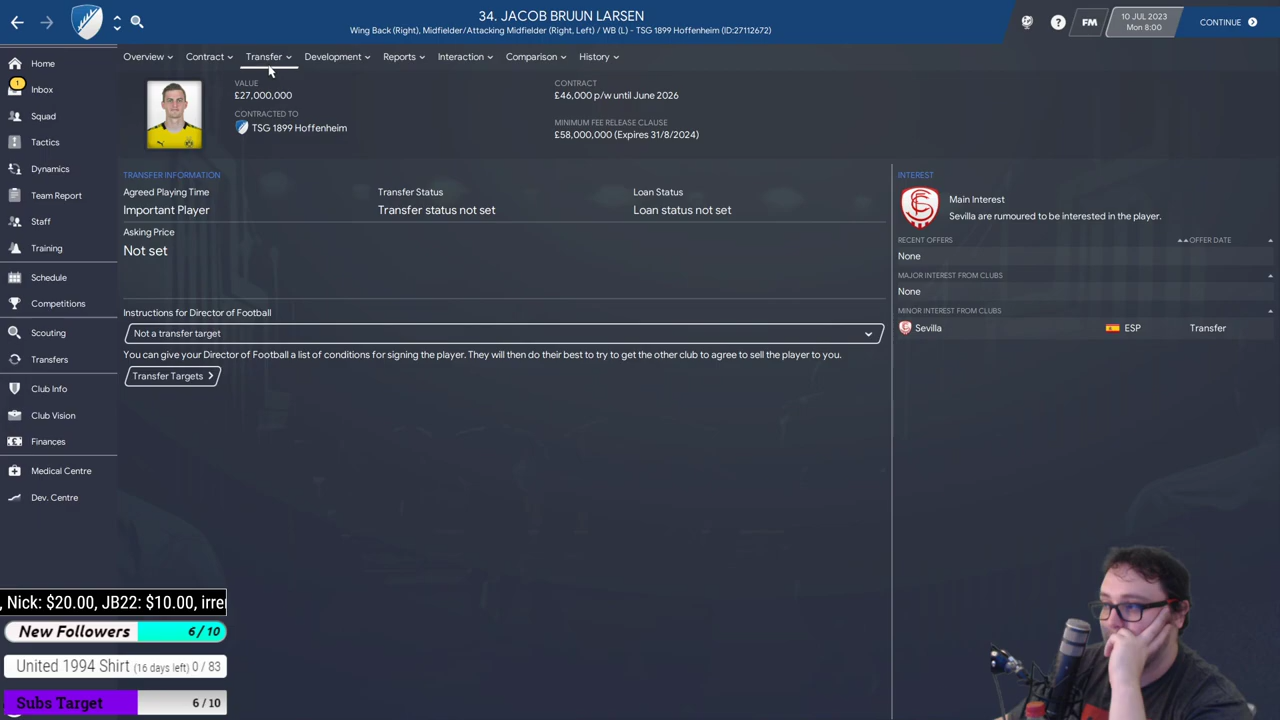 34. JACOB BRUUN LARSEN
Wing Back (Right), Midfielder/Attacking Midfielder (Right, Left) / WB (L) - TSG 1899 Hoffenheim (ID:27112672)
FM
10 JUL 2023
Mon 8:00
CONTINUE
Overview
Contract
Transfer
Development
Reports
Interaction
Comparison
History
Home
1
Inbox
Squad
Tactics
Dynamics
Team Report
Staff
Training
Schedule
Competitions
Scouting
Transfers
Club Info
Club Vision
Finances
Medical Centre
Dev. Centre
VALUE
£27,000,000
CONTRACTED TO
TSG 1899 Hoffenheim
CONTRACT
£46,000 p/w until June 2026
MINIMUM FEE RELEASE CLAUSE
£58,000,000 (Expires 31/8/2024)
TRANSFER INFORMATION
Agreed Playing Time
Important Player
Transfer Status
Transfer status not set
Loan Status
Loan status not set
Asking Price
Not set
Instructions for Director of Football
Not a transfer target
You can give your Director of Football a list of conditions for signing the player. They will then do their best to try to get the other club to agree to sell the player to you.
Transfer Targets
INTEREST
Main Interest
Sevilla are rumoured to be interested in the player.
RECENT OFFERS OFFER DATE
None
MAJOR INTEREST FROM CLUBS
None
MINOR INTEREST FROM CLUBS
Sevilla ESP Transfer
, Nick: $20.00, JB22: $10.00, irre
New Followers 6/10
United 1994 Shirt (16 days left) 0 / 83
Subs Target 6 / 10